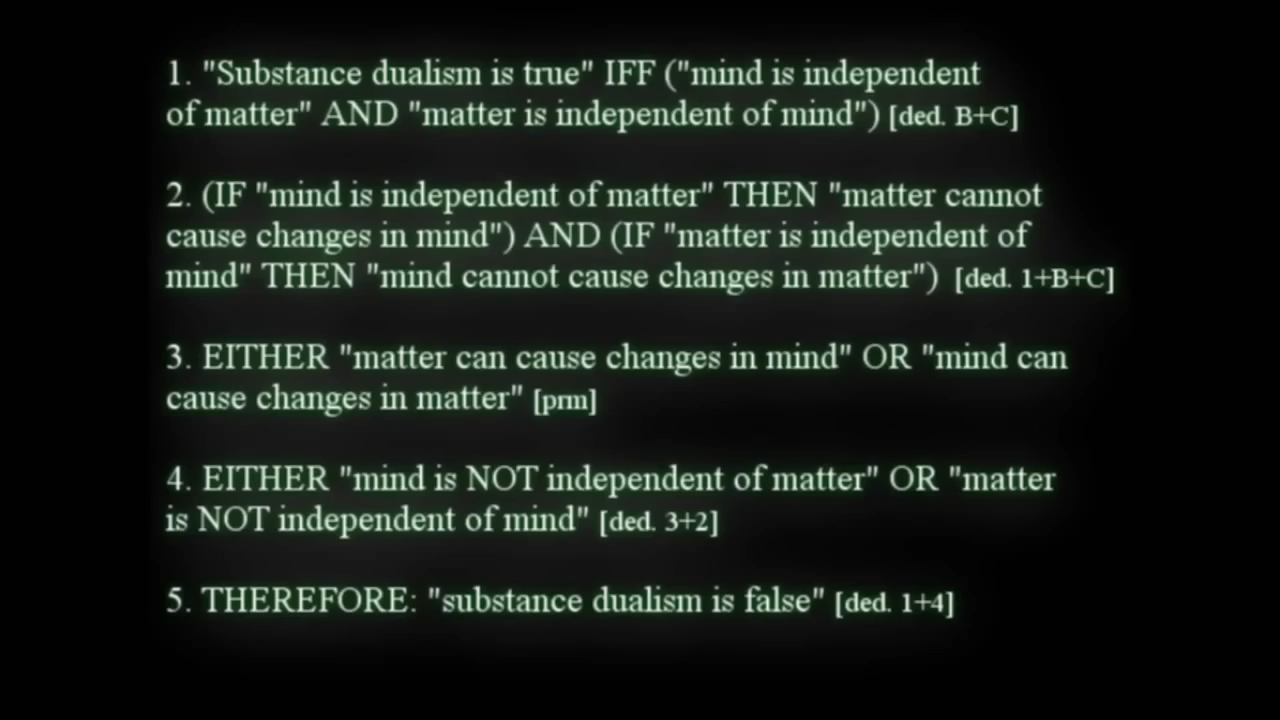 1. "Substance dualism is true" IFF ("mind is independent
of matter" AND "matter is independent of mind") [ded. B+C]
2. (IF "mind is independent of matter" THEN "matter cannot
cause changes in mind") AND (IF "matter is independent of
mind" THEN "mind cannot cause changes in matter") [ded. 1+B+C]
3. EITHER "matter can cause changes in mind" OR "mind can
cause changes in matter" [prm]
4. EITHER "mind is NOT independent of matter" OR "matter
is NOT independent of mind" [ded. 3+2]
5. THEREFORE: "substance dualism is false" [ded. 1+4]